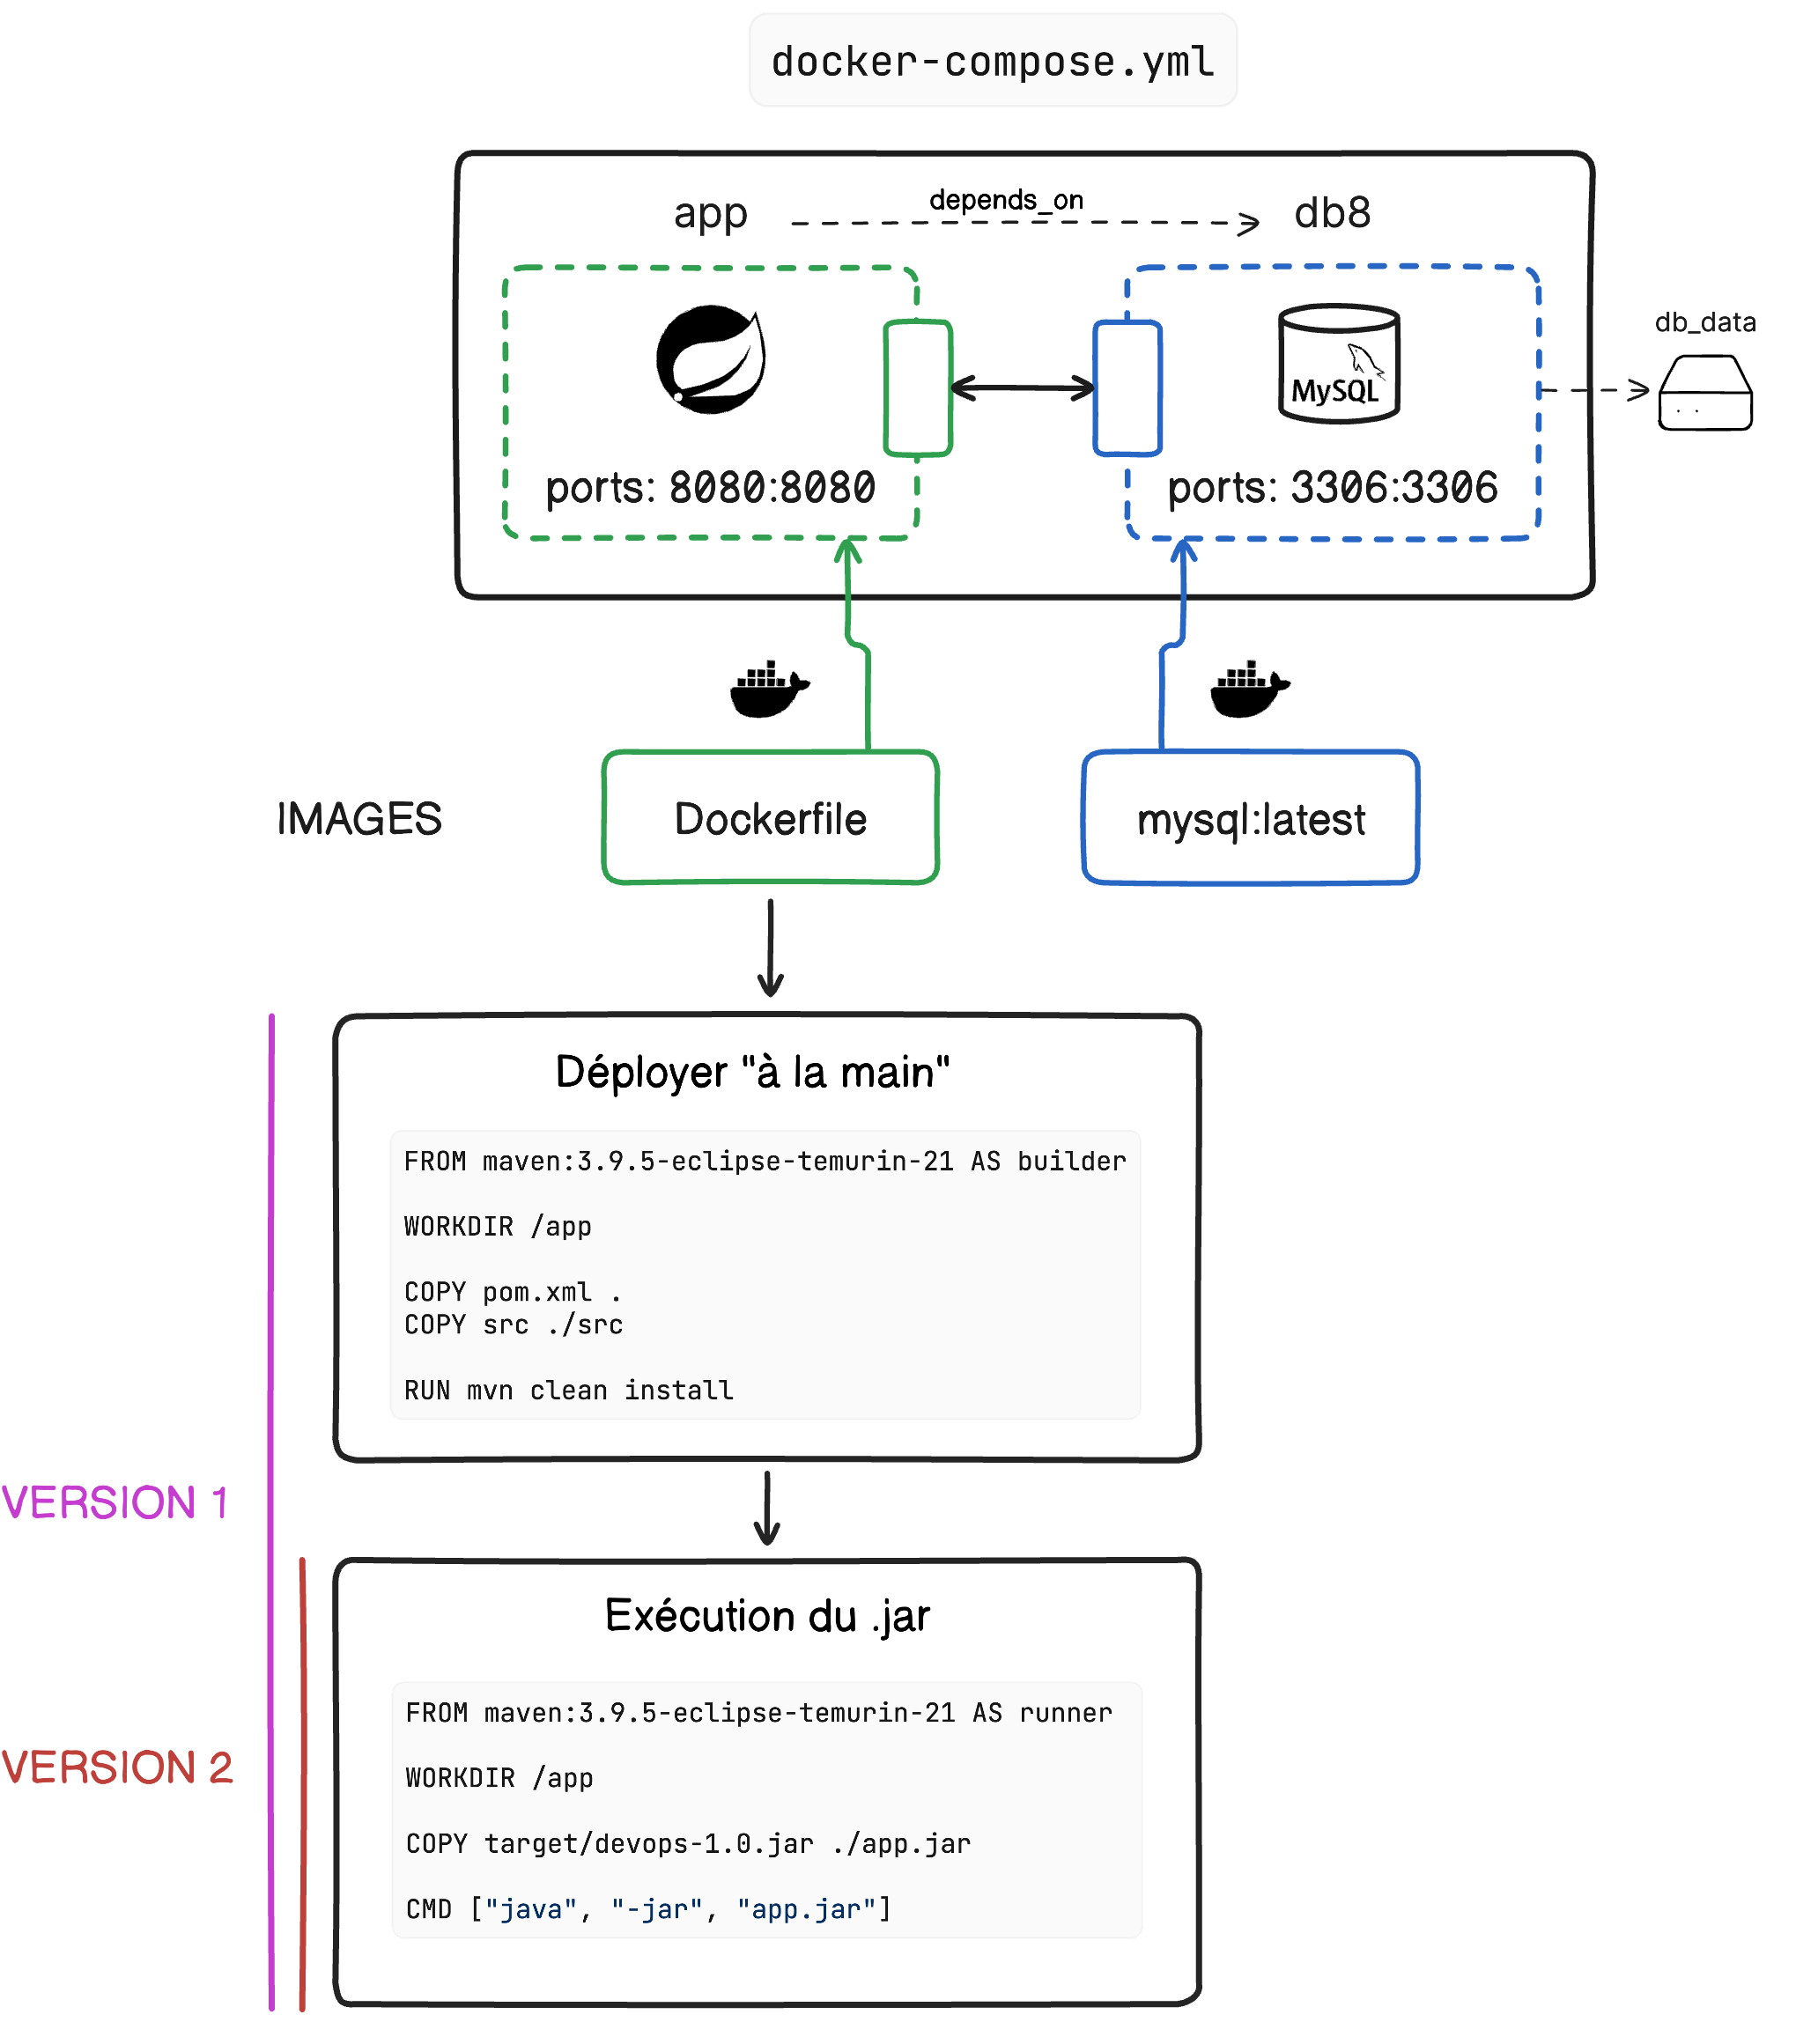 docker-compose.yml
app
depends_on
db8
MySQL
db_data
ports: 8080:8080
ports: 3306:3306
IMAGES
Dockerfile
mysql:latest
Déployer "à la main"
FROM maven:3.9.5-eclipse-temurin-21 AS builder
WORKDIR /app
COPY pom.xml .
COPY src ./src
RUN mvn clean install
VERSION 1
Exécution du .jar
FROM maven:3.9.5-eclipse-temurin-21 AS runner
VERSION 2
WORKDIR /app
COPY target/devops-1.0.jar ./app.jar
CMD ["java", "-jar", "app.jar"]